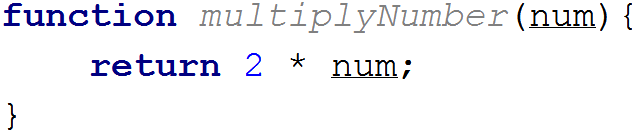 function multiplyNumber(num){
    return 2 * num;
}